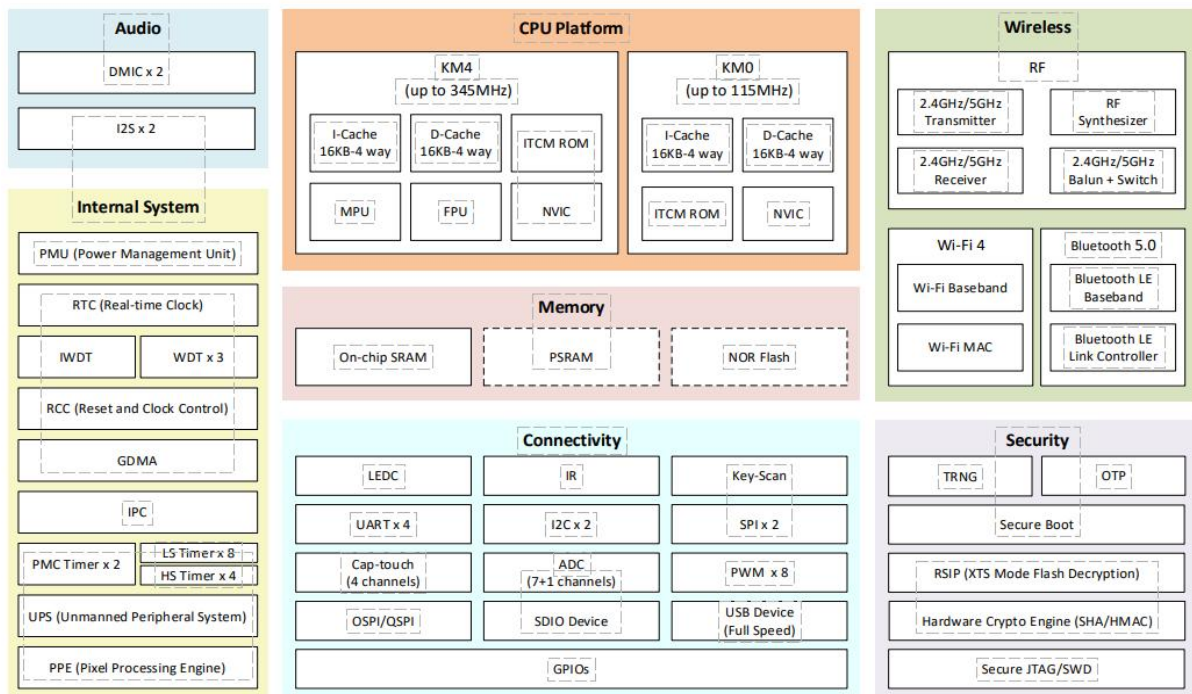 Audio
DMIC x 2
I2S x 2
Internal System
PMU (Power Management Unit)
RTC (Real-time Clock)
IWDT
WDT x 3
RCC (Reset and Clock Control)
GDMA
IPC
PMC Timer x 2
LS Timer x 8
HS Timer x 4
UPS (Unmanned Peripheral System)
PPE (Pixel Processing Engine)
CPU Platform
KM4
(up to 345MHz)
I-Cache
16KB-4 way
D-Cache
16KB-4 way
ITCM ROM
MPU
FPU
NVIC
KM0
(up to 115MHz)
I-Cache
16KB-4 way
D-Cache
16KB-4 way
ITCM ROM
NVIC
Memory
On-chip SRAM
PSRAM
NOR Flash
Connectivity
LEDC
IR
Key-Scan
UART x 4
I2C x 2
SPI x 2
Cap-touch
(4 channels)
ADC
(7+1 channels)
PWM x 8
OSPI/QSPI
SDIO Device
USB Device
(Full Speed)
GPIOs
Wireless
RF
2.4GHz/5GHz
Transmitter
RF
Synthesizer
2.4GHz/5GHz
Receiver
2.4GHz/5GHz
Balun + Switch
Wi-Fi 4
Wi-Fi Baseband
Wi-Fi MAC
Bluetooth 5.0
Bluetooth LE
Baseband
Bluetooth LE
Link Controller
Security
TRNG
OTP
Secure Boot
RSIP (XTS Mode Flash Decryption)
Hardware Crypto Engine (SHA/HMAC)
Secure JTAG/SWD